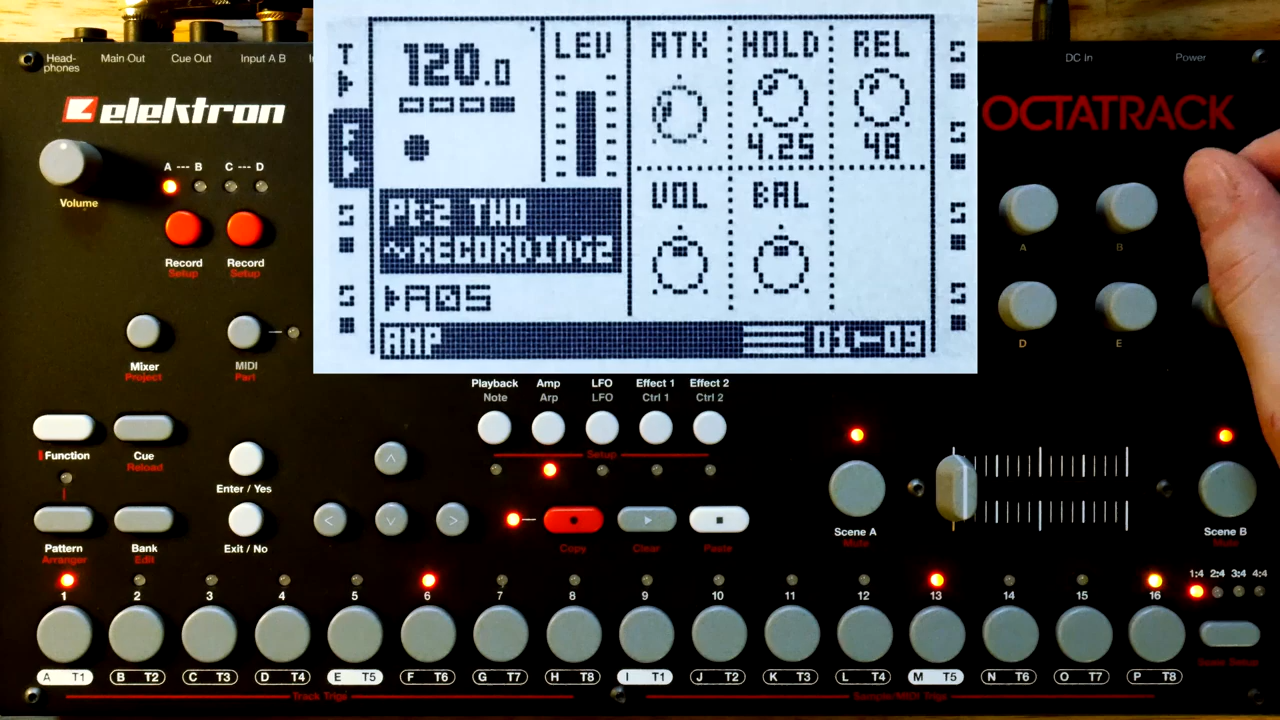 Head-
phones
Main Out
Cue Out
Input A B
DC In
Power
elektron
OCTATRACK
Volume
A --- B
C --- D
Record
Setup
Record
Setup
Mixer
Project
MIDI
Part
120.0
LEV
ATK
HOLD
REL
4.25
48
VOL
BAL
PT:2 TWO
~RECORDING2
A05
AMP
T
F
S
S
S
S
S
S
A
B
D
E
Playback
Note
Amp
Arp
LFO
LFO
Effect 1
Ctrl 1
Effect 2
Ctrl 2
Setup
Function
Cue
Reload
Enter / Yes
Exit / No
Pattern
Arranger
Bank
Edit
Copy
Clear
Paste
Scene A
Mute
Scene B
Mute
1:4 2:4 3:4 4:4
1 2 3 4 5 6 7 8 9 10 11 12 13 14 15 16
A T1 B T2 C T3 D T4 E T5 F T6 G T7 H T8 I T1 J T2 K T3 L T4 M T5 N T6 O T7 P T8
Track Trigs
Sample/MIDI Trigs